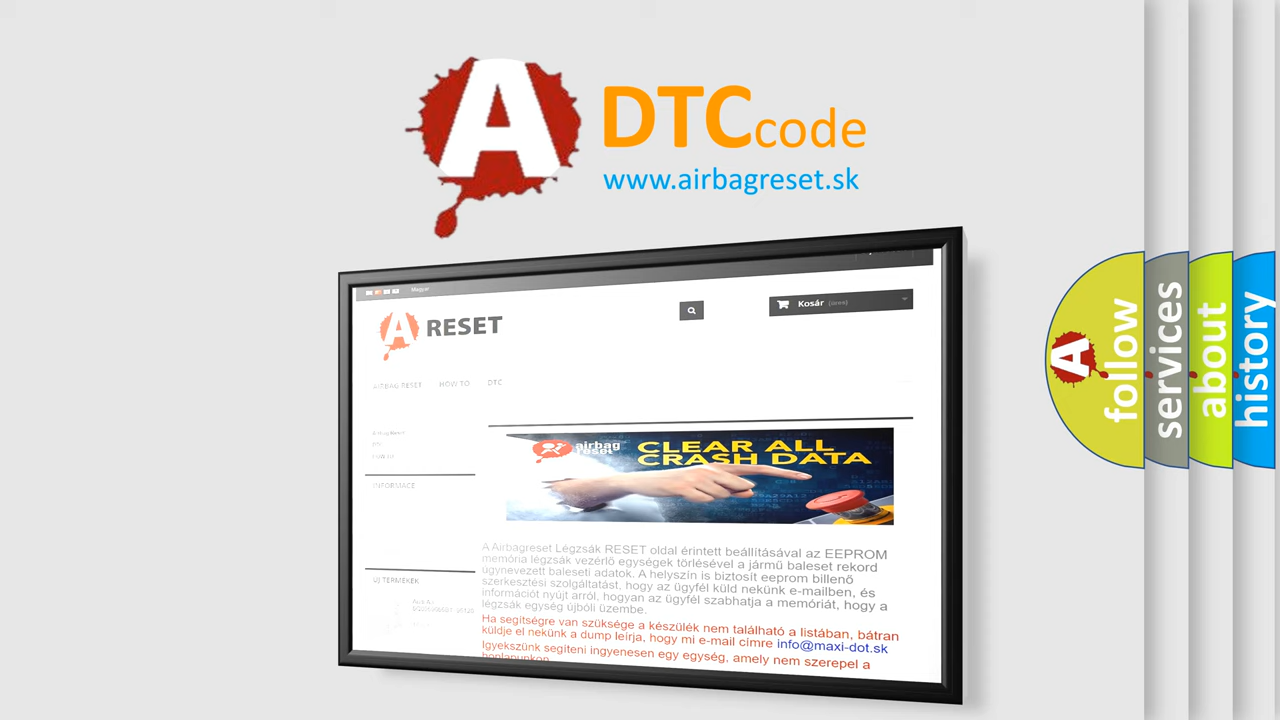 A
DTCcode
www.airbagreset.sk
Magyar
A RESET
Kosár (üres)
AIRBAG RESET HOW TO DTC
INFORMACE
ÚJ TERMÉKEK
airbag
reset
CLEAR ALL
CRASH DATA
A Airbagreset Légzsák RESET oldal érintett beállításával az EEPROM
memória légzsák vezérlő egységek törlésével a jármű baleset rekord
úgynevezett baleseti adatok. A helyszín is biztosít eeprom billenő
szerkesztési szolgáltatást, hogy az ügyfél küld nekünk e-mailben, és
információt nyújt arról, hogyan az ügyfél szabhatja a memóriát, hogy a
légzsák egység újbóli üzembe.
Ha segítségre van szüksége a készülék nem található a listában, bátran
küldje el nekünk a dump leírja, hogy mi e-mail címre info@maxi-dot.sk
Igyekszünk segíteni ingyenesen egy egység, amely nem szerepel a
honlapunkon
A follow
services
about
history